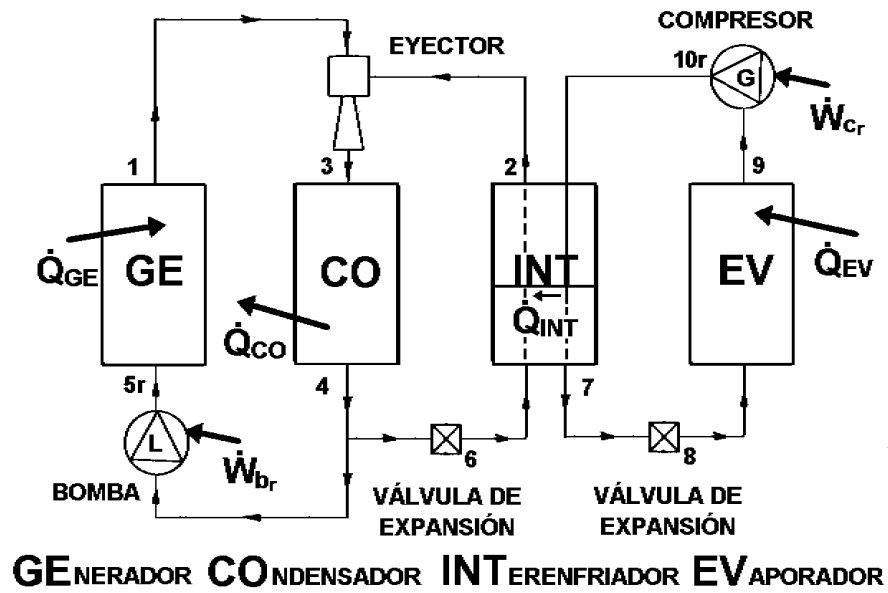 COMPRESOR
EYECTOR
10r
G
Ẇcr
1
3
2
9
Q̇GE
GE
CO
INT
EV
Q̇EV
Q̇CO
Q̇INT
5r
4
7
L
Ẇbr
6
8
BOMBA
VÁLVULA DE
EXPANSIÓN
VÁLVULA DE
EXPANSIÓN
GENERADOR CONDENSADOR INTERENFRIADOR EVAPORADOR